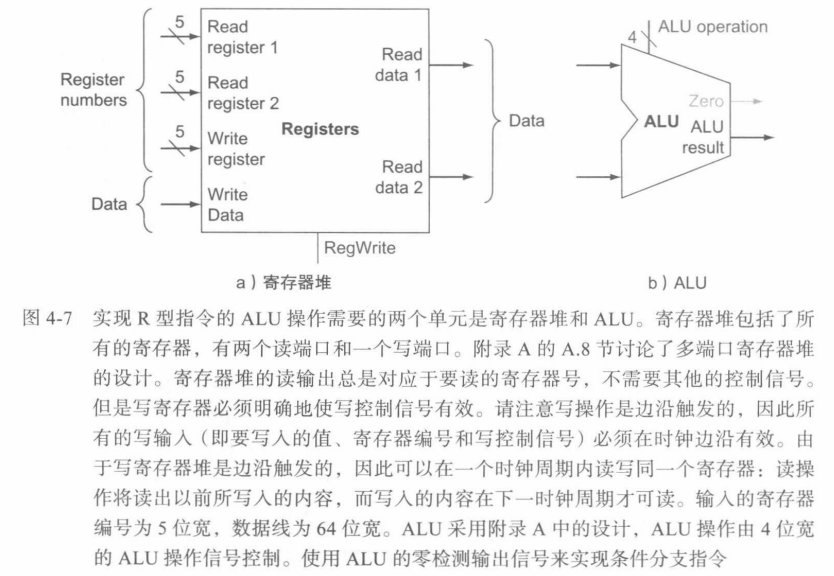 5
Read
register 1
5
Read
register 2
5
Write
register
Write
Data
Register
numbers
Data
Registers
Read
data 1
Read
data 2
Data
RegWrite
a）寄存器堆
4
ALU operation
Zero
ALU
ALU
result
b）ALU
图 4-7 实现 R 型指令的 ALU 操作需要的两个单元是寄存器堆和 ALU。寄存器堆包括了所
有的寄存器，有两个读端口和一个写端口。附录 A 的 A.8 节讨论了多端口寄存器堆
的设计。寄存器堆的读输出总是对应于要读的寄存器号，不需要其他的控制信号。
但是写寄存器必须明确地使写控制信号有效。请注意写操作是边沿触发的，因此所
有的写输入（即要写入的值、寄存器编号和写控制信号）必须在时钟边沿有效。由
于写寄存器堆是边沿触发的，因此可以在一个时钟周期内读写同一个寄存器：读操
作将读出以前所写入的内容，而写入的内容在下一时钟周期才可读。输入的寄存器
编号为 5 位宽，数据线为 64 位宽。ALU 采用附录 A 中的设计，ALU 操作由 4 位宽
的 ALU 操作信号控制。使用 ALU 的零检测输出信号来实现条件分支指令